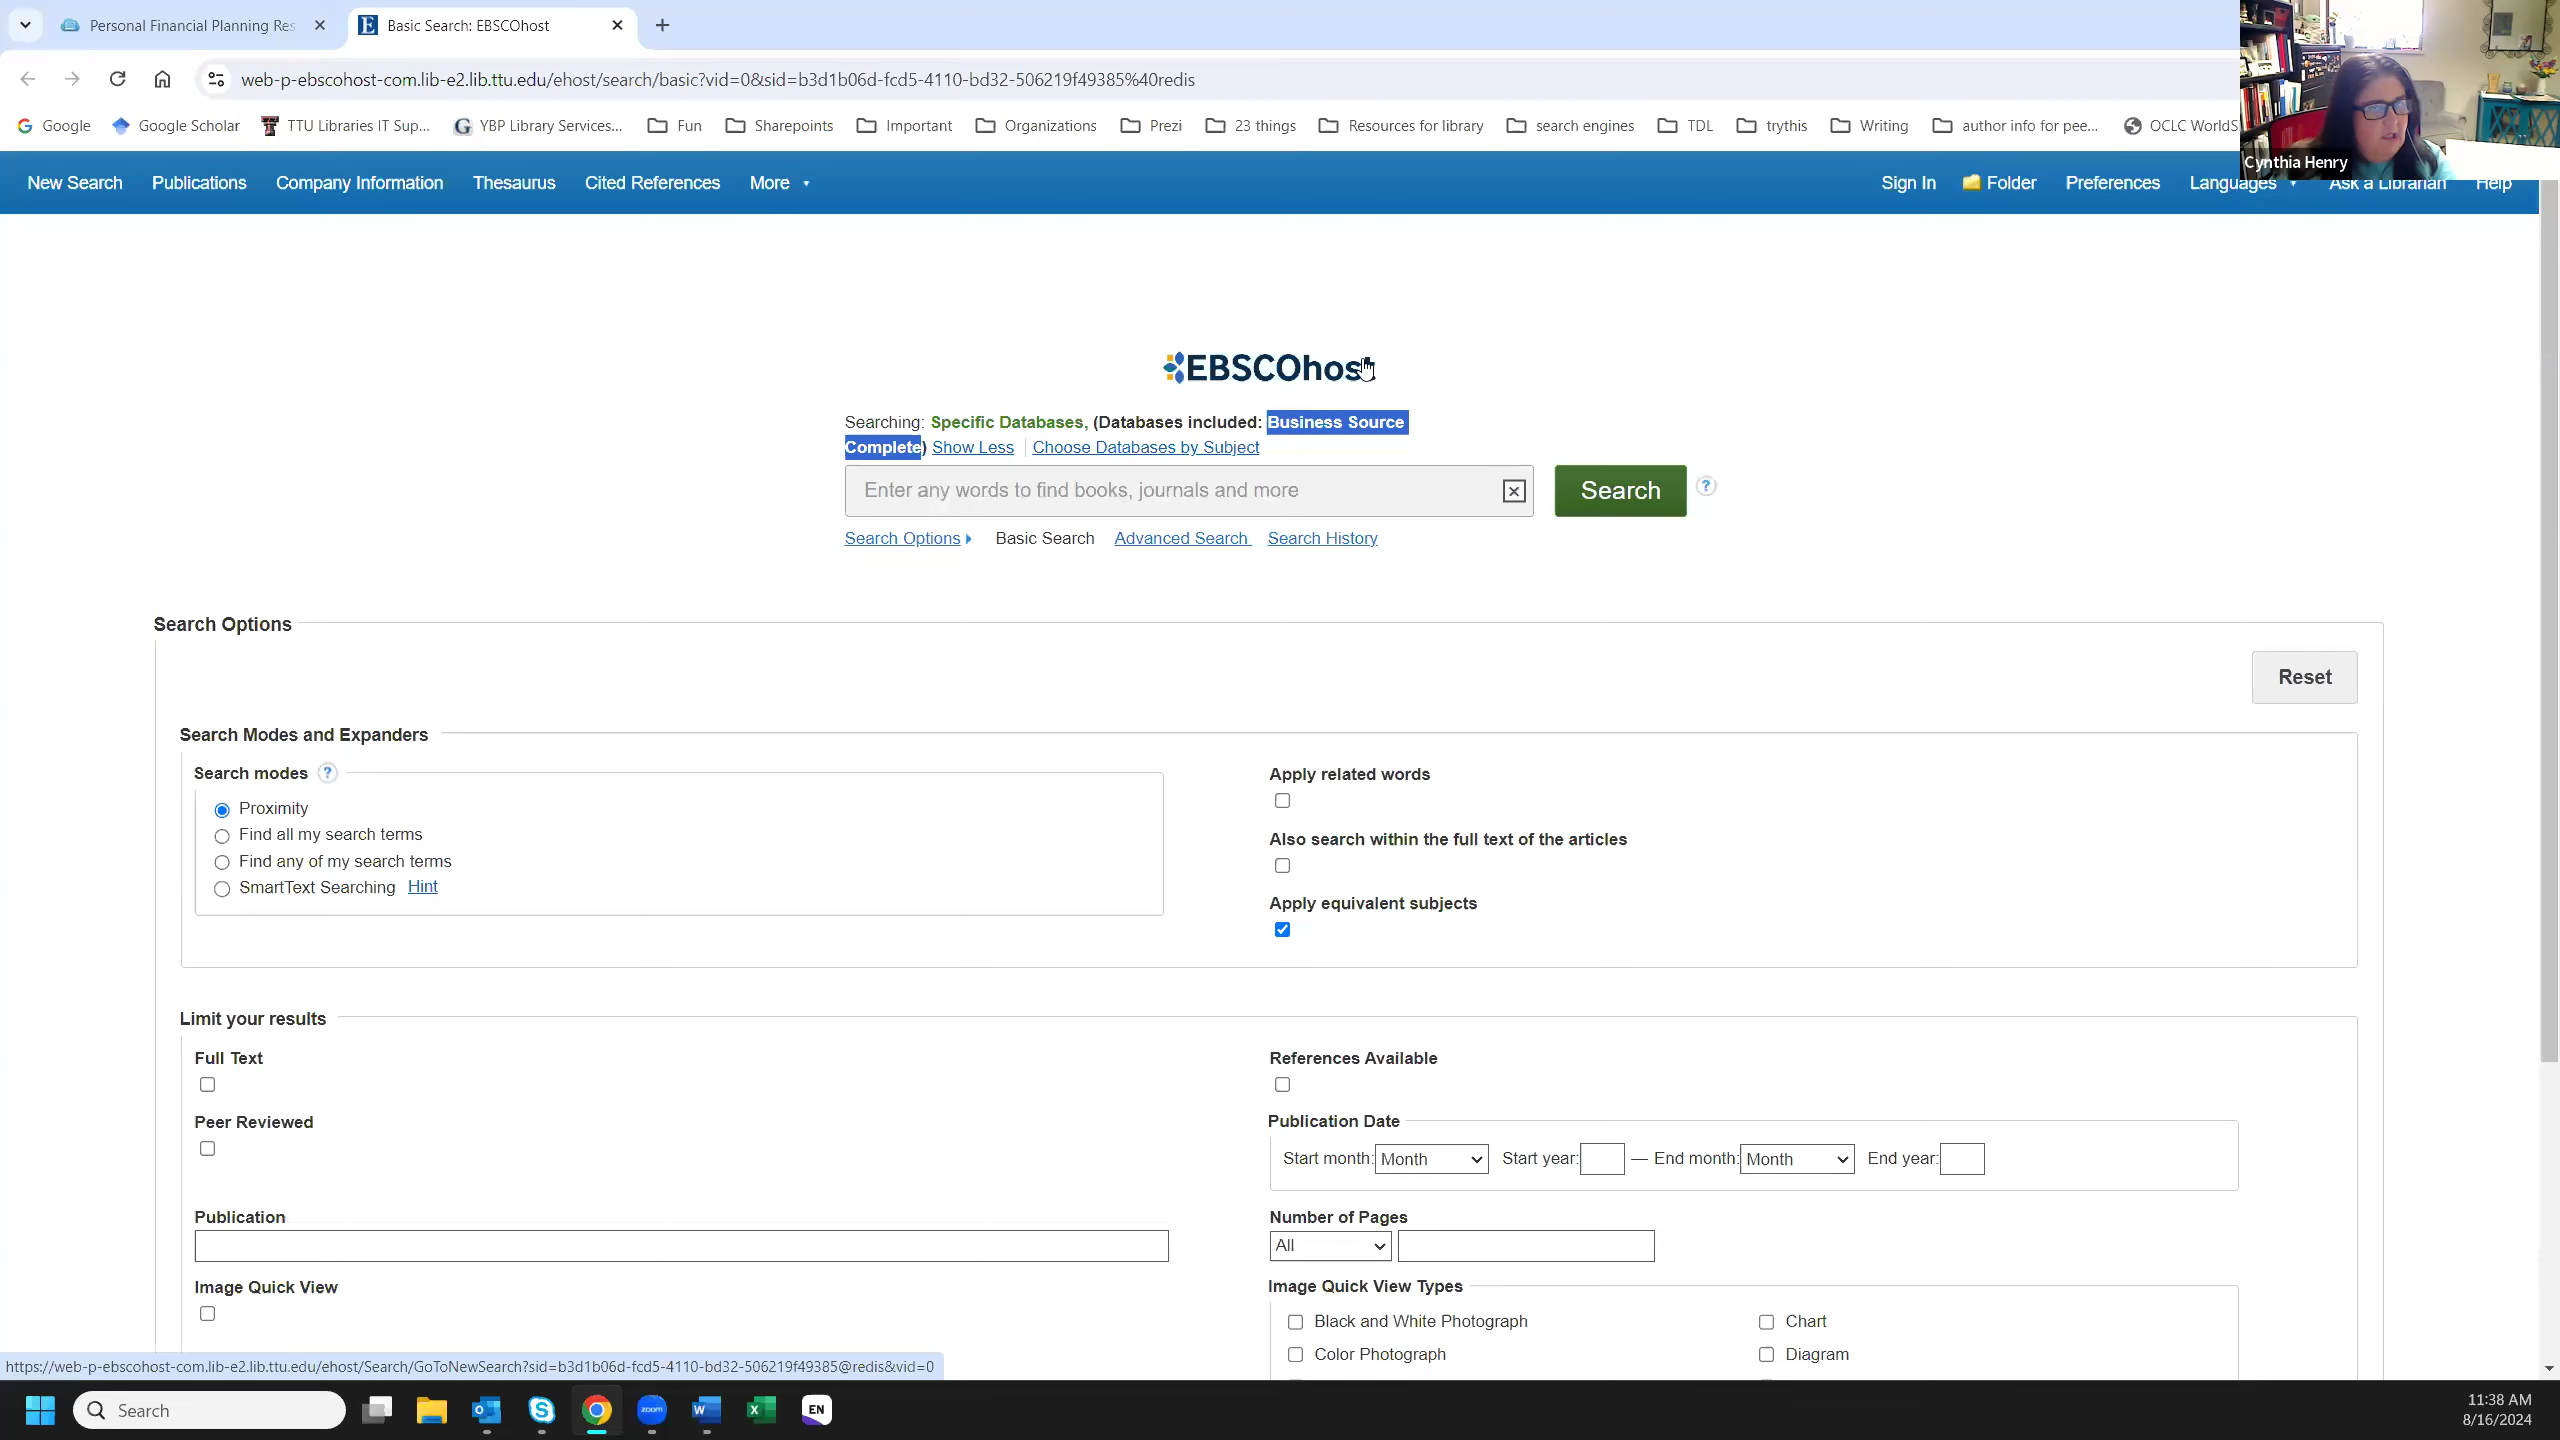 Personal Financial Planning Res
Basic Search: EBSCOhost
web-p-ebscohost-com.lib-e2.lib.ttu.edu/ehost/search/basic?vid=0&sid=b3d1b06d-fcd5-4110-bd32-506219f49385%40redis
Google
Google Scholar
TTU Libraries IT Sup...
YBP Library Services...
Fun
Sharepoints
Important
Organizations
Prezi
23 things
Resources for library
search engines
TDL
trythis
Writing
author info for pee...
OCLC WorldS
Cynthia Henry
New Search
Publications
Company Information
Thesaurus
Cited References
More
Sign In
Folder
Preferences
Languages
Ask a Librarian
Help
EBSCOhost
Searching: Specific Databases, (Databases included: Business Source
Complete) Show Less Choose Databases by Subject
Enter any words to find books, journals and more
Search
?
Search Options
Basic Search
Advanced Search
Search History
Search Options
Reset
Search Modes and Expanders
Search modes ?
Proximity
Find all my search terms
Find any of my search terms
SmartText Searching Hint
Apply related words
Also search within the full text of the articles
Apply equivalent subjects
Limit your results
Full Text
Peer Reviewed
Publication
Image Quick View
References Available
Publication Date
Start month: Month Start year: — End month: Month End year:
Number of Pages
All
Image Quick View Types
Black and White Photograph
Chart
Color Photograph
Diagram
https://web-p-ebscohost-com.lib-e2.lib.ttu.edu/ehost/Search/GoToNewSearch?sid=b3d1b06d-fcd5-4110-bd32-506219f49385@redis&vid=0
Search
zoom
EN
11:38 AM
8/16/2024